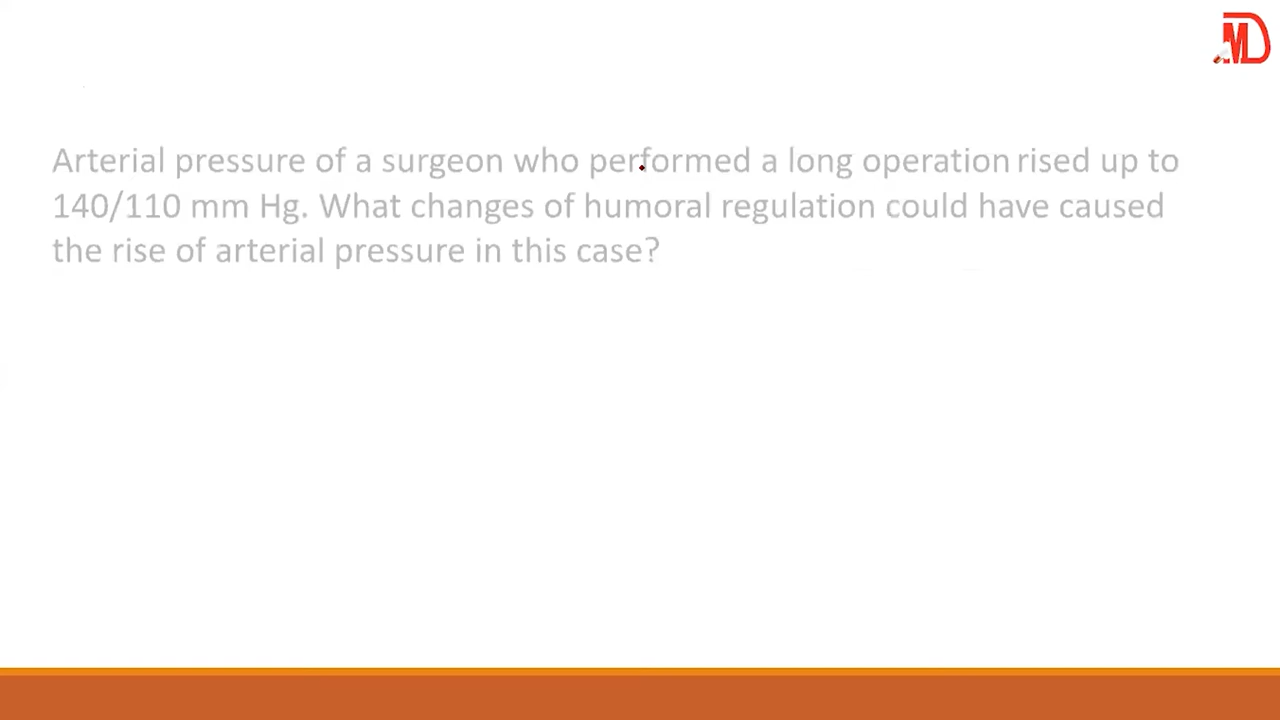 MD
Arterial pressure of a surgeon who performed a long operation rised up to
140/110 mm Hg. What changes of humoral regulation could have caused
the rise of arterial pressure in this case?